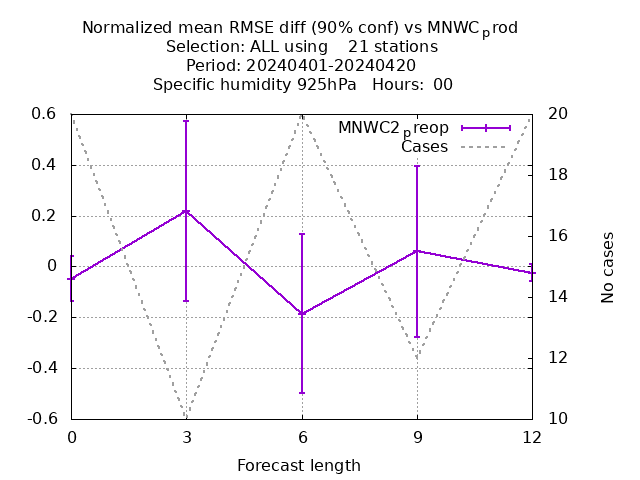 Normalized mean RMSE diff (90% conf) vs MNWC_prod
Selection: ALL using    21 stations
Period: 20240401-20240420
Specific humidity 925hPa   Hours:  00
MNWC2_preop
Cases
0.6
0.4
0.2
0
-0.2
-0.4
-0.6
20
18
16
14
12
10
No cases
0 3 6 9 12
Forecast length